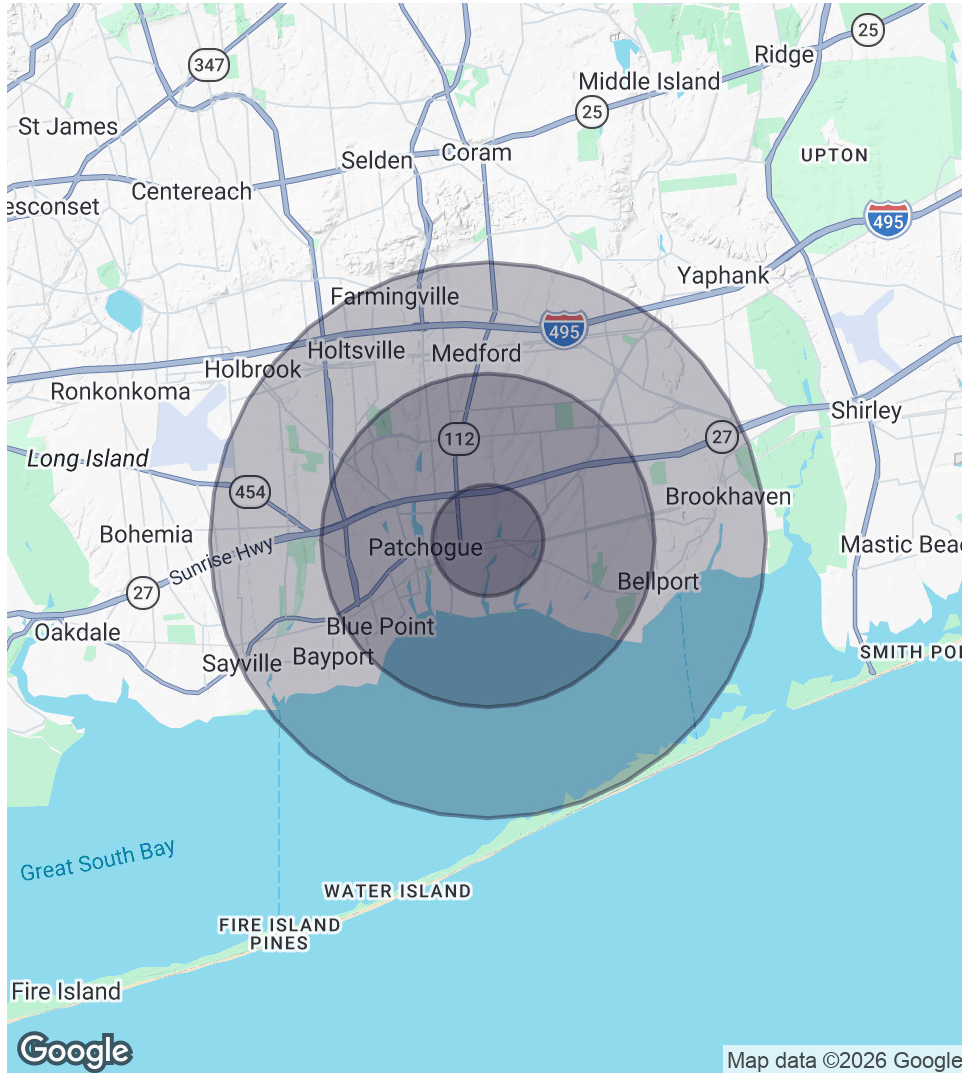 25
Ridge
347
Middle Island
25
St James
Coram
Selden
UPTON
Centereach
esconset
495
Yaphank
Farmingville
495
Holtsville
Medford
Holbrook
Ronkonkoma
Shirley
112
27
Long Island
454
Brookhaven
Bohemia
Patchogue
Mastic Beac
Sunrise Hwy
Bellport
27
Blue Point
Oakdale
Bayport
Sayville
SMITH POI
Great South Bay
WATER ISLAND
FIRE ISLAND
PINES
Fire Island
Google
Map data ©2026 Google